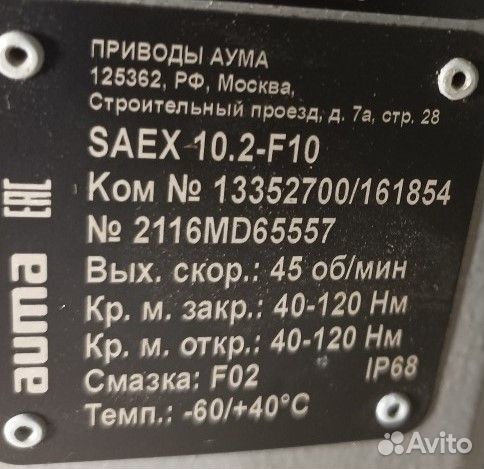 ПРИВОДЫ АУМА
125362, РФ, Москва,
Строительный проезд, д. 7а, стр. 28
SAEX 10.2-F10
Ком № 13352700/161854
№ 2116MD65557
Вых. скор.: 45 об/мин
Кр. м. закр.: 40-120 Нм
Кр. м. откр.: 40-120 Нм
Смазка: F02 IP68
Темп.: -60/+40°C
EAC
auma
Avito